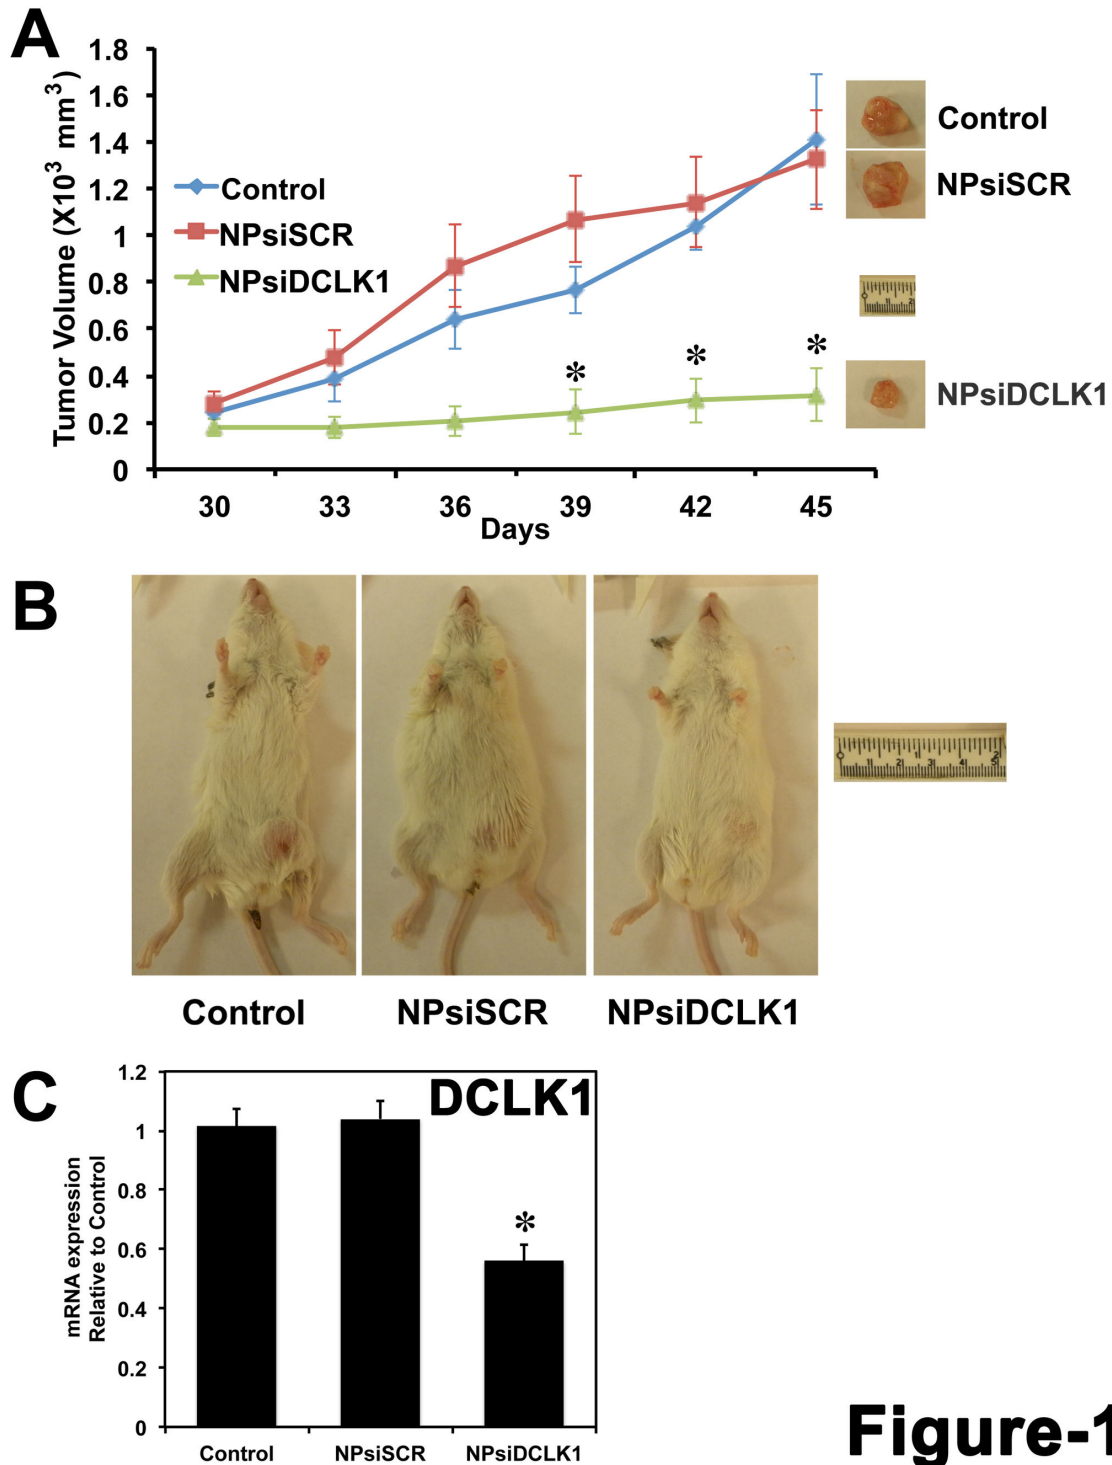 A
Tumor Volume (X10³ mm³)
1.8
1.6
1.4
1.2
1
0.8
0.6
0.4
0.2
0
Control
NPsiSCR
NPsiDCLK1
*
*
*
30 33 36 39 42 45
Days
Control
NPsiSCR
NPsiDCLK1
B
Control NPsiSCR NPsiDCLK1
C
DCLK1
mRNA expression
Relative to Control
1.2
1
0.8
0.6
0.4
0.2
0
*
Control NPsiSCR NPsiDCLK1
Figure-1